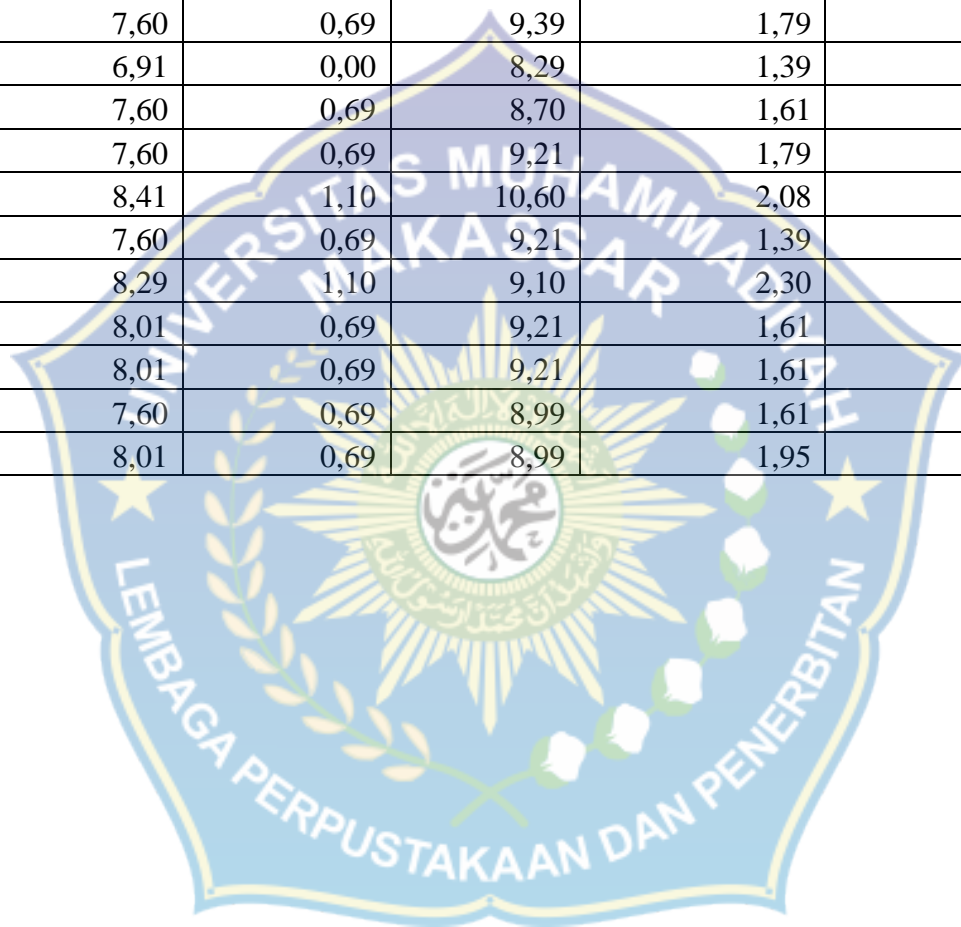 7,60 0,69 9,39 1,79
6,91 0,00 8,29 1,39
7,60 0,69 8,70 1,61
7,60 0,69 9,21 1,79
8,41 1,10 10,60 2,08
7,60 0,69 9,21 1,39
8,29 1,10 9,10 2,30
8,01 0,69 9,21 1,61
8,01 0,69 9,21 1,61
7,60 0,69 8,99 1,61
8,01 0,69 8,99 1,95
UNIVERSITAS MUHAMMADIYAH
MAKASSAR
LEMBAGA PERPUSTAKAAN DAN PENERBITAN